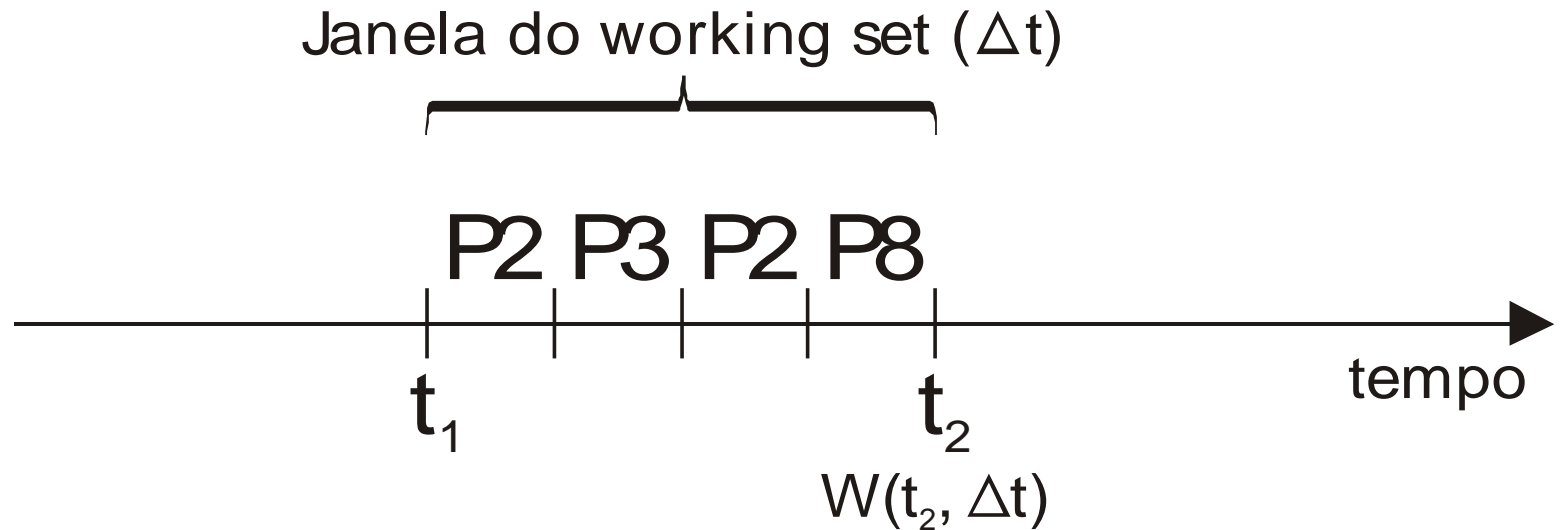 Janela do working set (Δt)
P2 P3 P2 P8
tempo
t₁ t₂
W(t₂, Δt)